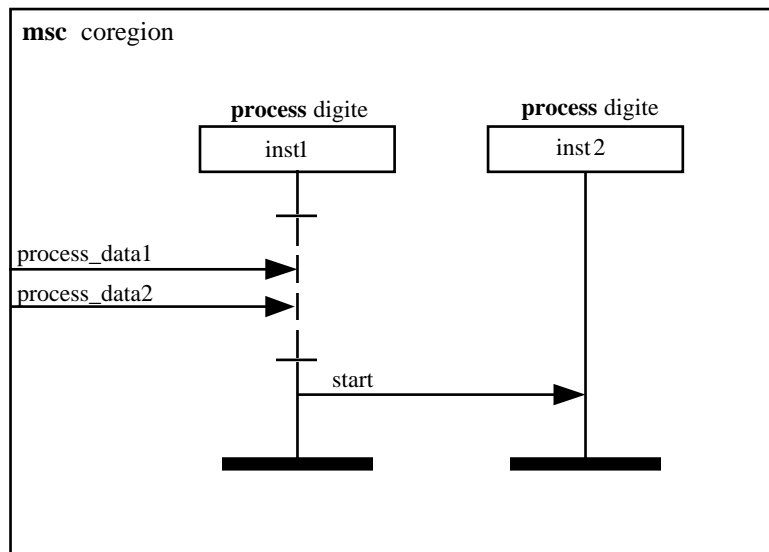 msc coregion
process digite
process digite
inst1
inst2
process_data1
process_data2
start